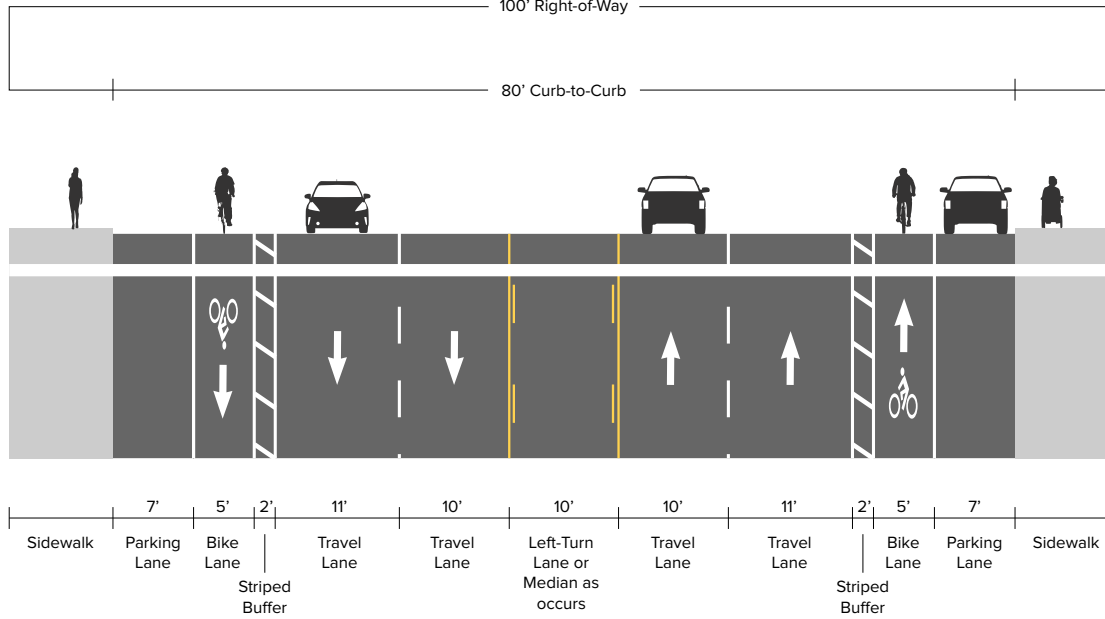 100’ Right-of-Way
80’ Curb-to-Curb
7’ 5’ 2’ 11’ 10’ 10’ 10’ 11’ 2’ 5’ 7’
Sidewalk
Parking
Lane
Bike
Lane
Striped
Buffer
Travel
Lane
Travel
Lane
Left-Turn
Lane or
Median as
occurs
Travel
Lane
Travel
Lane
Striped
Buffer
Bike
Lane
Parking
Lane
Sidewalk